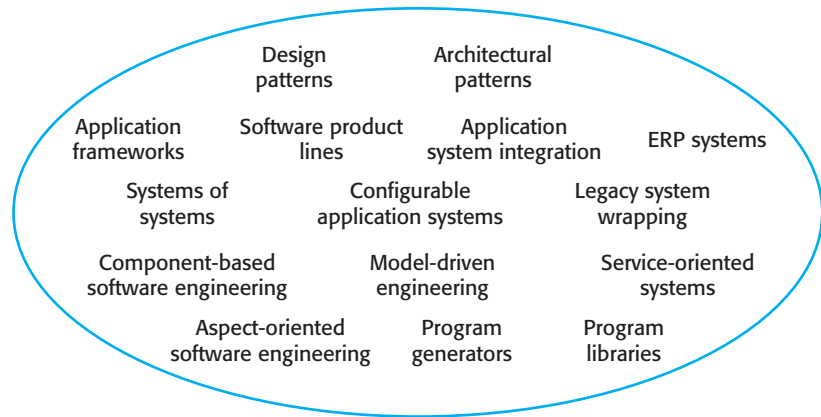 Design
patterns
Architectural
patterns
Application
frameworks
Software product
lines
Application
system integration
ERP systems
Systems of
systems
Configurable
application systems
Legacy system
wrapping
Component-based
software engineering
Model-driven
engineering
Service-oriented
systems
Aspect-oriented
software engineering
Program
generators
Program
libraries